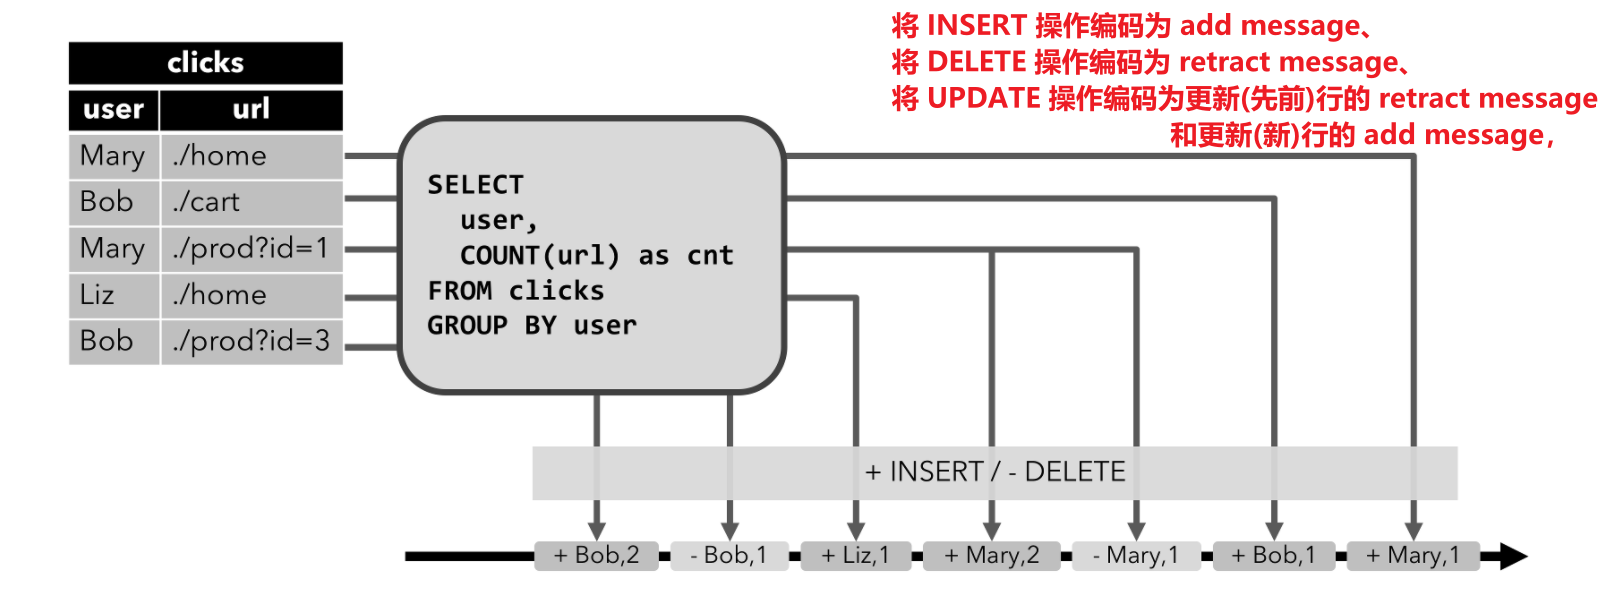 将 INSERT 操作编码为 add message、
将 DELETE 操作编码为 retract message、
将 UPDATE 操作编码为更新(先前)行的 retract message
和更新(新)行的 add message，
clicks
user url
Mary ./home
Bob ./cart
Mary ./prod?id=1
Liz ./home
Bob ./prod?id=3
SELECT
user,
COUNT(url) as cnt
FROM clicks
GROUP BY user
+ INSERT / - DELETE
+ Bob,2 - Bob,1 + Liz,1 + Mary,2 - Mary,1 + Bob,1 + Mary,1